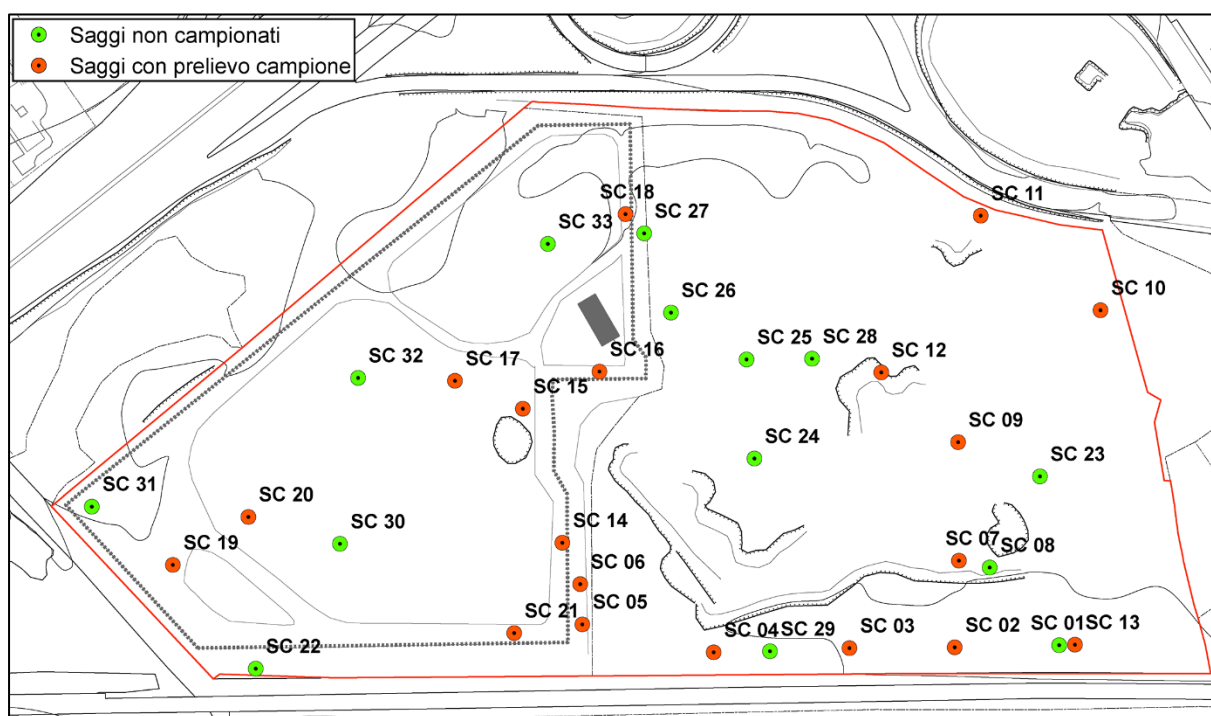 Saggi non campionati
Saggi con prelievo campione
SC 18
SC 11
SC 33
SC 27
SC 26
SC 10
SC 25
SC 28
SC 32
SC 17
SC 16
SC 12
SC 15
SC 09
SC 24
SC 23
SC 31
SC 20
SC 14
SC 30
SC 19
SC 06
SC 07
SC 08
SC 05
SC 21
SC 22
SC 04
SC 29
SC 03
SC 02
SC 01
SC 13